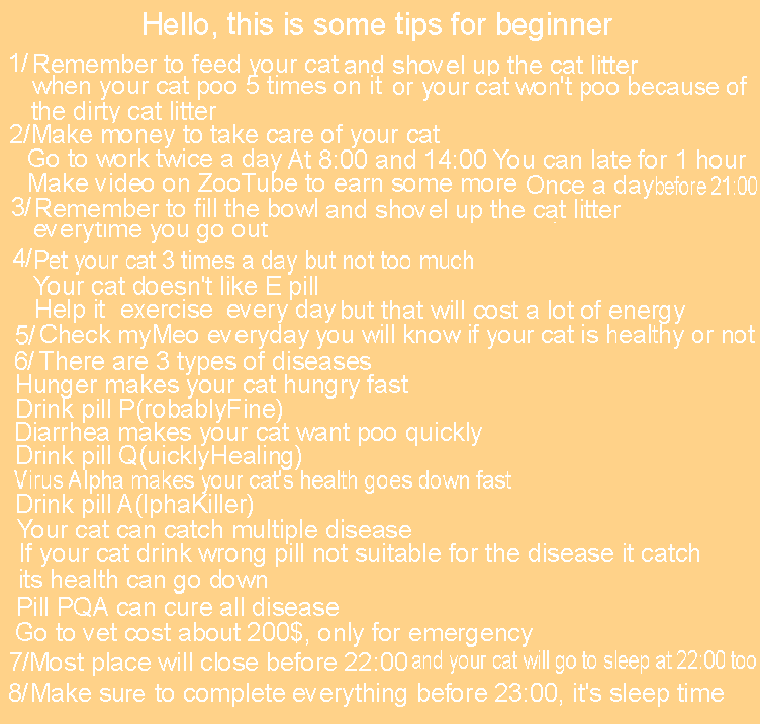 Hello, this is some tips for beginner
1/Remember to feed your cat and shovel up the cat litter
when your cat poo 5 times on it or your cat won't poo because of
the dirty cat litter
2/Make money to take care of your cat
Go to work twice a day At 8:00 and 14:00 You can late for 1 hour
Make video on ZooTube to earn some more Once a day before 21:00
3/Remember to fill the bowl and shovel up the cat litter
everytime you go out
4/Pet your cat 3 times a day but not too much
Your cat doesn't like E pill
Help it exercise every day but that will cost a lot of energy
5/ Check myMeo everyday you will know if your cat is healthy or not
6/ There are 3 types of diseases
Hunger makes your cat hungry fast
Drink pill P(robablyFine)
Diarrhea makes your cat want poo quickly
Drink pill Q(uicklyHealing)
Virus Alpha makes your cat's health goes down fast
Drink pill A(lphaKiller)
Your cat can catch multiple disease
If your cat drink wrong pill not suitable for the disease it catch
its health can go down
Pill PQA can cure all disease
Go to vet cost about 200$, only for emergency
7/Most place will close before 22:00 and your cat will go to sleep at 22:00 too
8/Make sure to complete everything before 23:00, it's sleep time